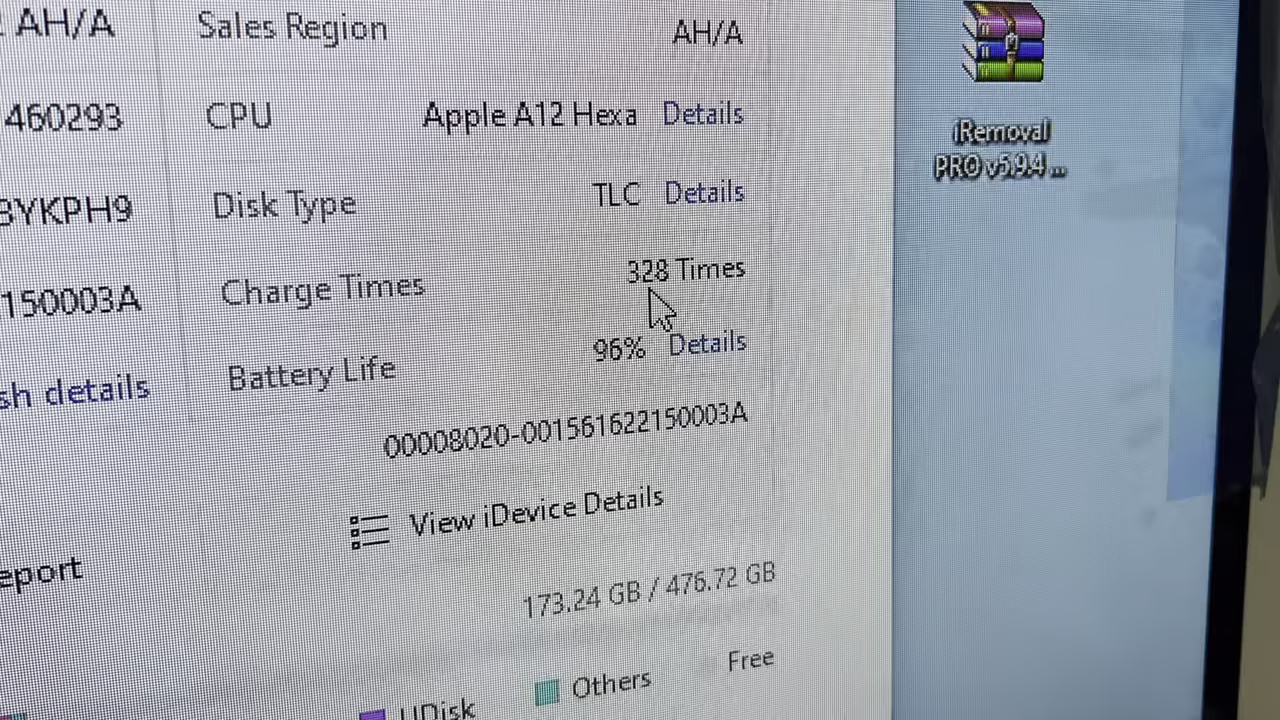 AH/A Sales Region AH/A
460293 CPU Apple A12 Hexa Details
3YKPH9 Disk Type TLC Details
150003A Charge Times 328 Times
sh details Battery Life 96% Details
00008020-001561622150003A
View iDevice Details
eport
173.24 GB / 476.72 GB
UDisk Others Free
iRemoval
PRO v5.9.4 ...